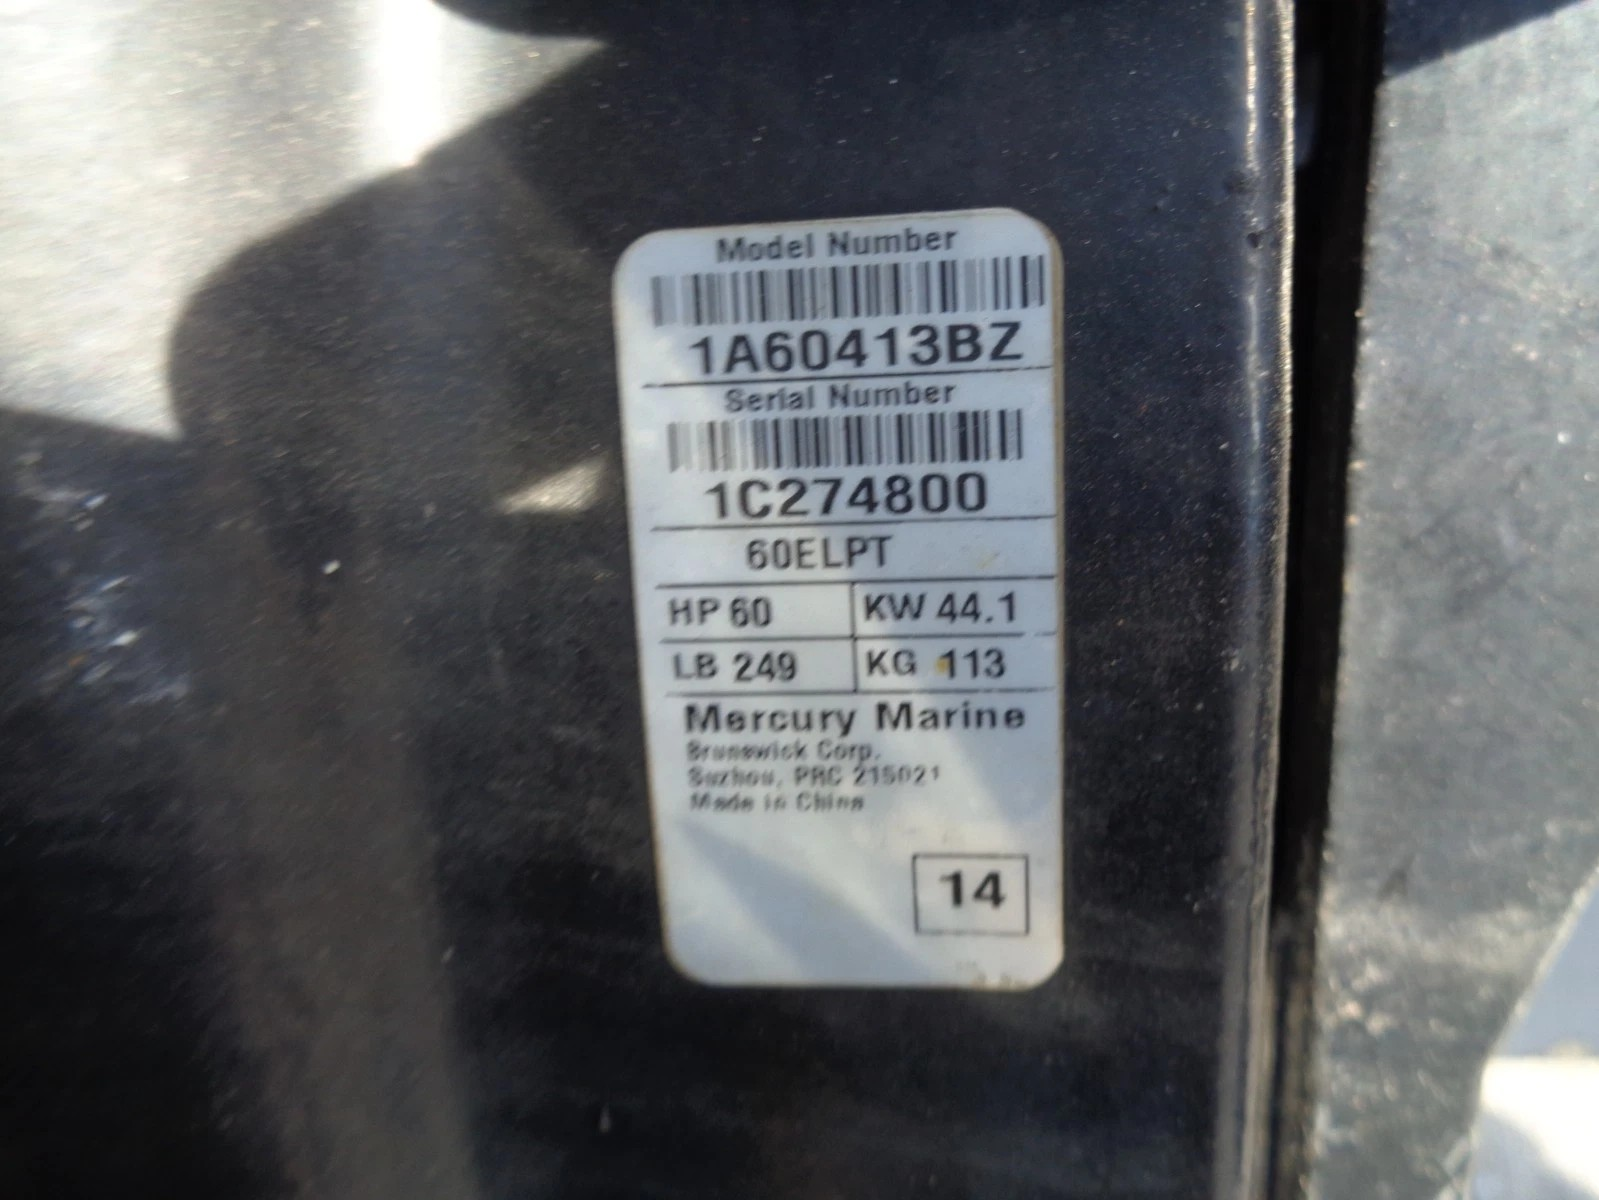 Model Number
1A60413BZ
Serial Number
1C274800
60ELPT
HP 60 KW 44.1
LB 249 KG 113
Mercury Marine
Brunswick Corp.
Suzhou, PRC 215021
Made in China
14